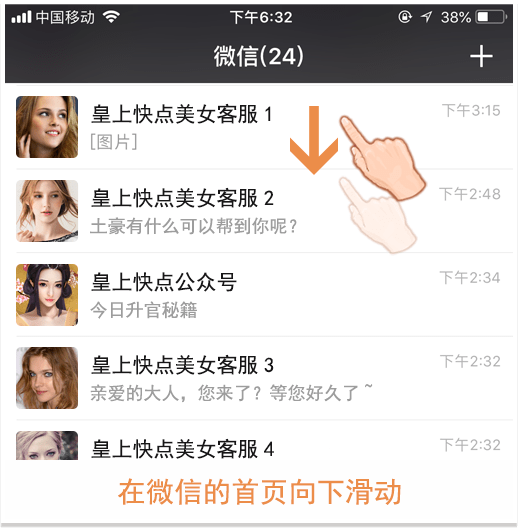 中国移动 下午6:32 38%
微信(24)
皇上快点美女客服 1 下午3:15
[图片]
皇上快点美女客服 2 下午2:48
土豪有什么可以帮到你呢？
皇上快点公众号 下午2:34
今日升官秘籍
皇上快点美女客服 3 下午2:32
亲爱的大人，您来了？等您好久了～
皇上快点美女客服 4 下午2:32
在微信的首页向下滑动